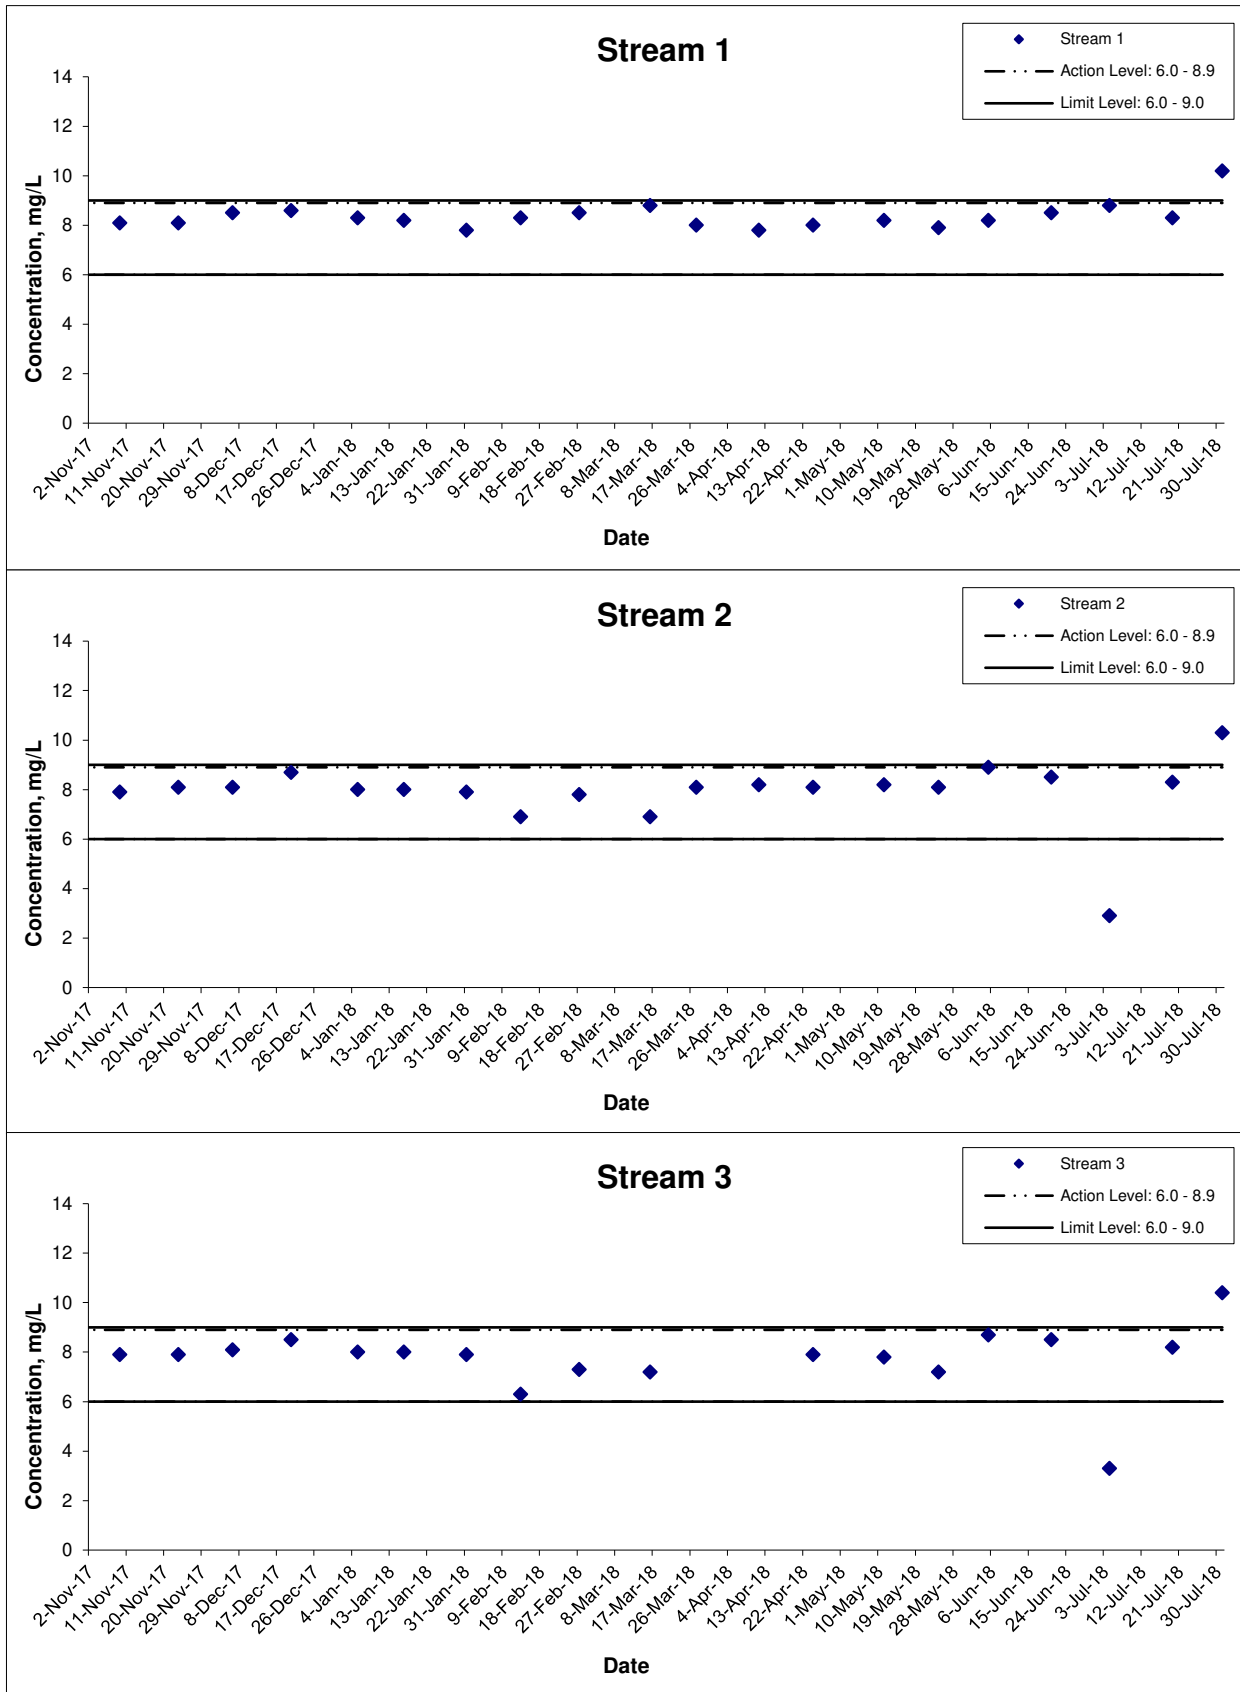 Stream 1
Stream 1
Action Level: 6.0 - 8.9
Limit Level: 6.0 - 9.0
Concentration, mg/L
14
12
10
8
6
4
2
0
2-Nov-17
11-Nov-17
20-Nov-17
29-Nov-17
8-Dec-17
17-Dec-17
26-Dec-17
4-Jan-18
13-Jan-18
22-Jan-18
31-Jan-18
9-Feb-18
18-Feb-18
27-Feb-18
8-Mar-18
17-Mar-18
26-Mar-18
4-Apr-18
13-Apr-18
22-Apr-18
1-May-18
10-May-18
19-May-18
28-May-18
6-Jun-18
15-Jun-18
24-Jun-18
3-Jul-18
12-Jul-18
21-Jul-18
30-Jul-18
Date
Stream 2
Stream 2
Action Level: 6.0 - 8.9
Limit Level: 6.0 - 9.0
Concentration, mg/L
14
12
10
8
6
4
2
0
2-Nov-17
11-Nov-17
20-Nov-17
29-Nov-17
8-Dec-17
17-Dec-17
26-Dec-17
4-Jan-18
13-Jan-18
22-Jan-18
31-Jan-18
9-Feb-18
18-Feb-18
27-Feb-18
8-Mar-18
17-Mar-18
26-Mar-18
4-Apr-18
13-Apr-18
22-Apr-18
1-May-18
10-May-18
19-May-18
28-May-18
6-Jun-18
15-Jun-18
24-Jun-18
3-Jul-18
12-Jul-18
21-Jul-18
30-Jul-18
Date
Stream 3
Stream 3
Action Level: 6.0 - 8.9
Limit Level: 6.0 - 9.0
Concentration, mg/L
14
12
10
8
6
4
2
0
2-Nov-17
11-Nov-17
20-Nov-17
29-Nov-17
8-Dec-17
17-Dec-17
26-Dec-17
4-Jan-18
13-Jan-18
22-Jan-18
31-Jan-18
9-Feb-18
18-Feb-18
27-Feb-18
8-Mar-18
17-Mar-18
26-Mar-18
4-Apr-18
13-Apr-18
22-Apr-18
1-May-18
10-May-18
19-May-18
28-May-18
6-Jun-18
15-Jun-18
24-Jun-18
3-Jul-18
12-Jul-18
21-Jul-18
30-Jul-18
Date